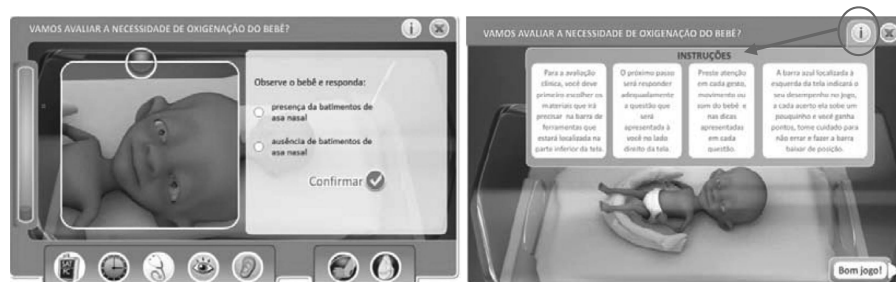 VAMOS AVALIAR A NECESSIDADE DE OXIGENAÇÃO DO BEBÊ?
i
Observe o bebê e responda:
presença da batimentos de
asa nasal
ausência de batimentos de
asa nasal
Confirmar
VAMOS AVALIAR A NECESSIDADE DE OXIGENAÇÃO DO BEBÊ?
i
INSTRUÇÕES
Para a avaliação
clínica, você deve
primeiro escolher os
materiais que irá
precisar na barra de
ferramentas que
estará localizada na
parte inferior da tela.
O próximo passo
será responder
adequadamente
a questão que
será
apresentada à
você no lado
direito da tela.
Preste atenção
em cada gesto,
movimento ou
som do bebê e
nas dicas
apresentadas
em cada
questão.
A barra azul localizada à
esquerda da tela indicará o
seu desempenho no jogo,
a cada acerto ela sobe um
pouquinho e você ganha
pontos, tome cuidado para
não errar e fazer a barra
baixar de posição.
Bom jogo!